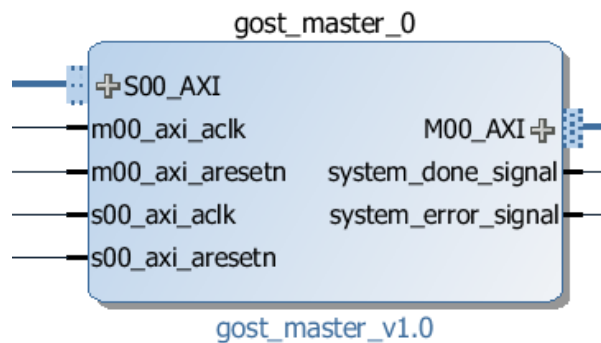 gost_master_0
S00_AXI
m00_axi_aclk
M00_AXI
m00_axi_aresetn
system_done_signal
s00_axi_aclk
system_error_signal
s00_axi_aresetn
gost_master_v1.0